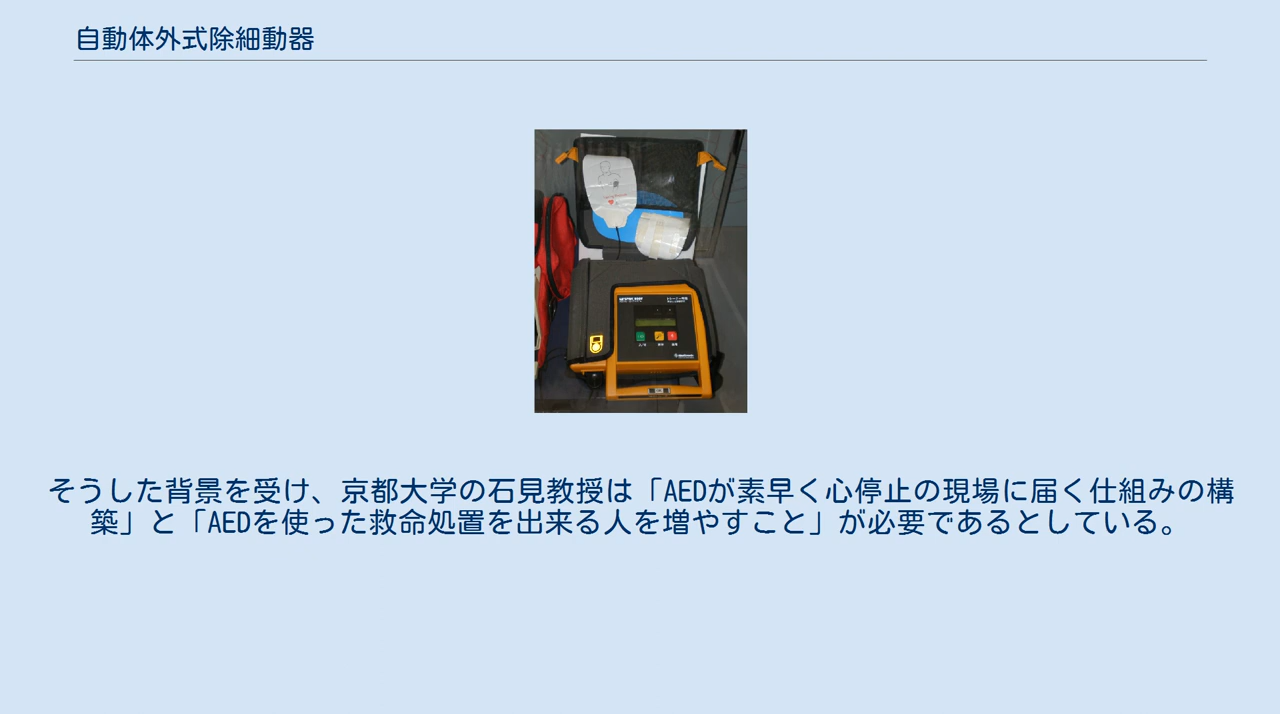 自動体外式除細動器
そうした背景を受け、京都大学の石見教授は「AEDが素早く心停止の現場に届く仕組みの構
築」と「AEDを使った救命処置を出来る人を増やすこと」が必要であるとしている。